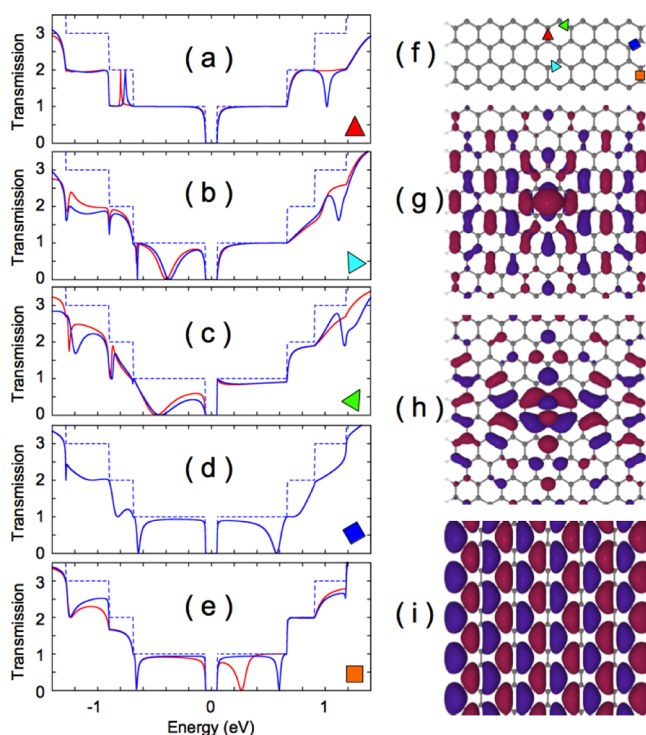 Transmission
3
2
1
0
( a )
Transmission
3
2
1
0
( b )
Transmission
3
2
1
0
( c )
Transmission
3
2
1
0
( d )
Transmission
3
2
1
0
( e )
-1
0
1
Energy (eV)
( f )
( g )
( h )
( i )